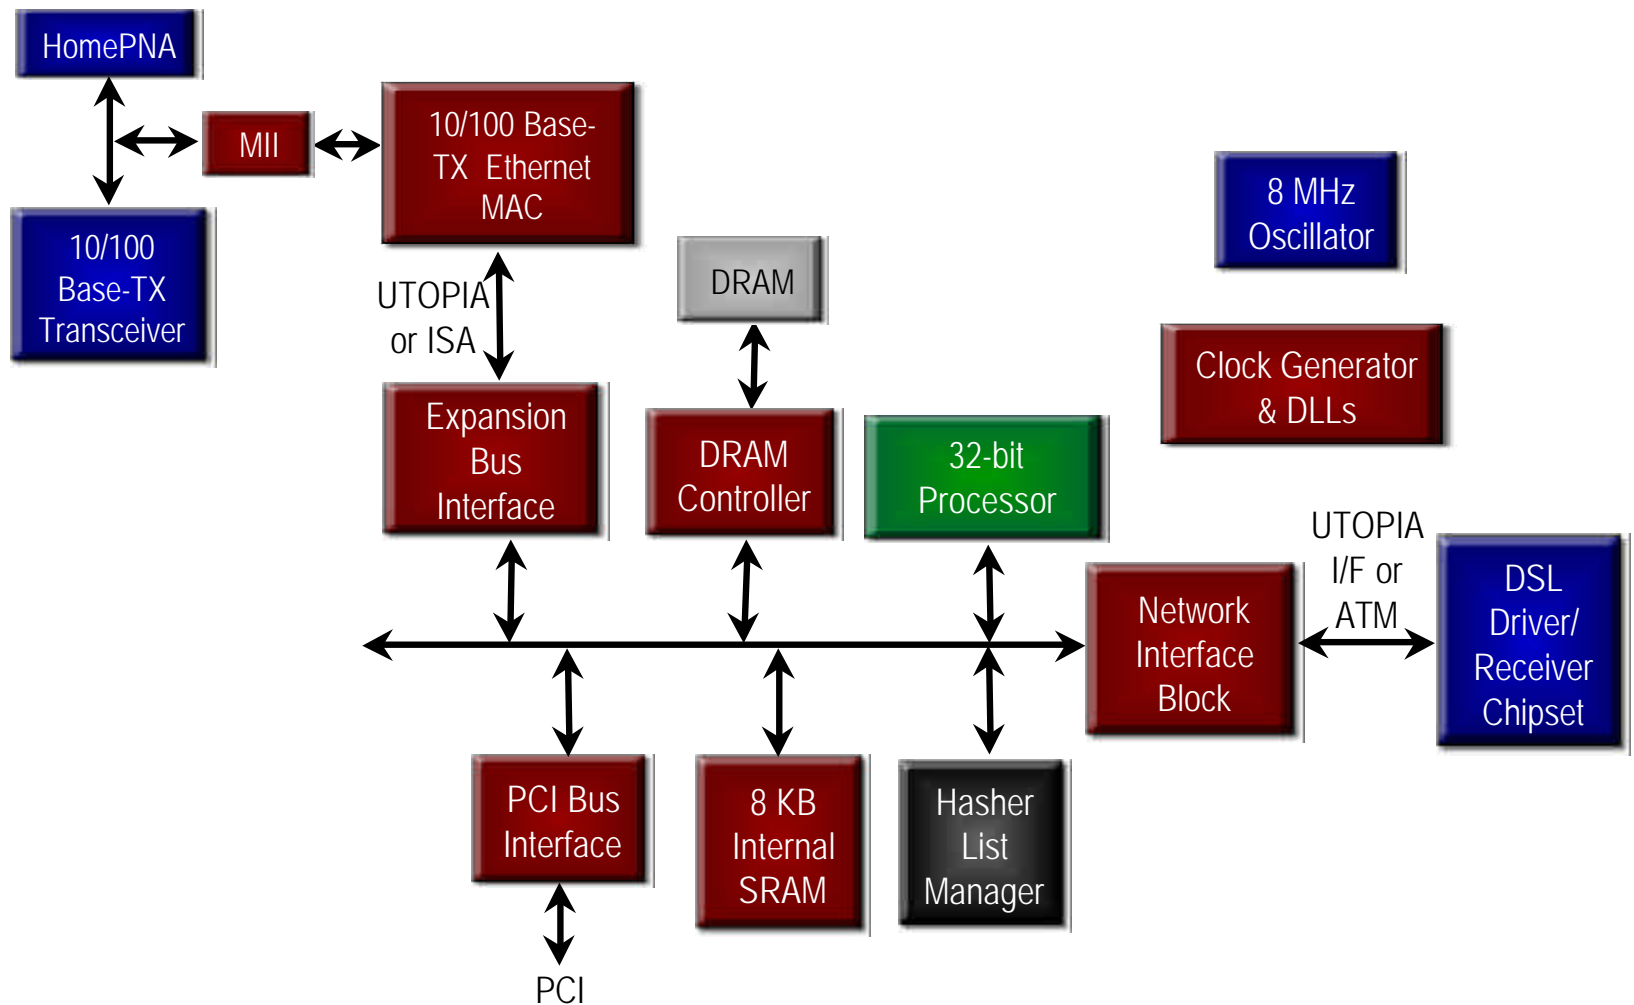 HomePNA
MII
10/100 Base-
TX Ethernet
MAC
10/100
Base-TX
Transceiver
8 MHz
Oscillator
UTOPIA
or ISA
DRAM
Clock Generator
& DLLs
Expansion
Bus
Interface
DRAM
Controller
32-bit
Processor
Network
Interface
Block
UTOPIA
I/F or
ATM
DSL
Driver/
Receiver
Chipset
PCI Bus
Interface
8 KB
Internal
SRAM
Hasher
List
Manager
PCI